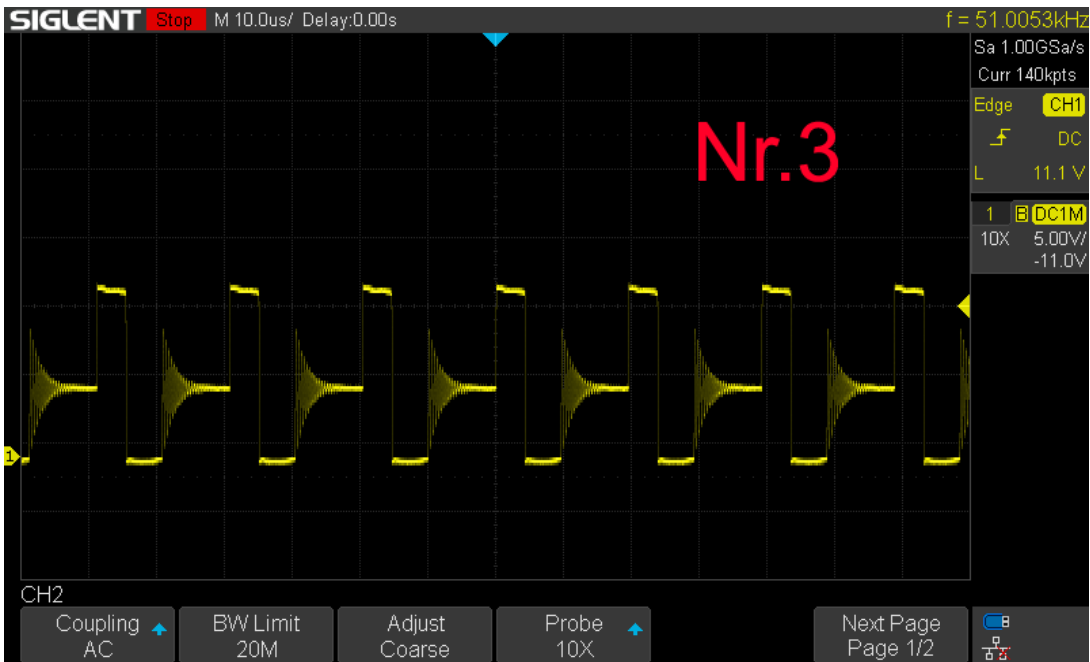 SIGLENT Stop M 10.0us/ Delay:0.00s f = 51.0053kHz
Sa 1.00GSa/s
Curr 140kpts
Edge CH1
DC
L 11.1 V
Nr.3
1 B DC1M
10X 5.00V/
-11.0V
1
CH2
Coupling AC
BW Limit 20M
Adjust Coarse
Probe 10X
Next Page Page 1/2
B